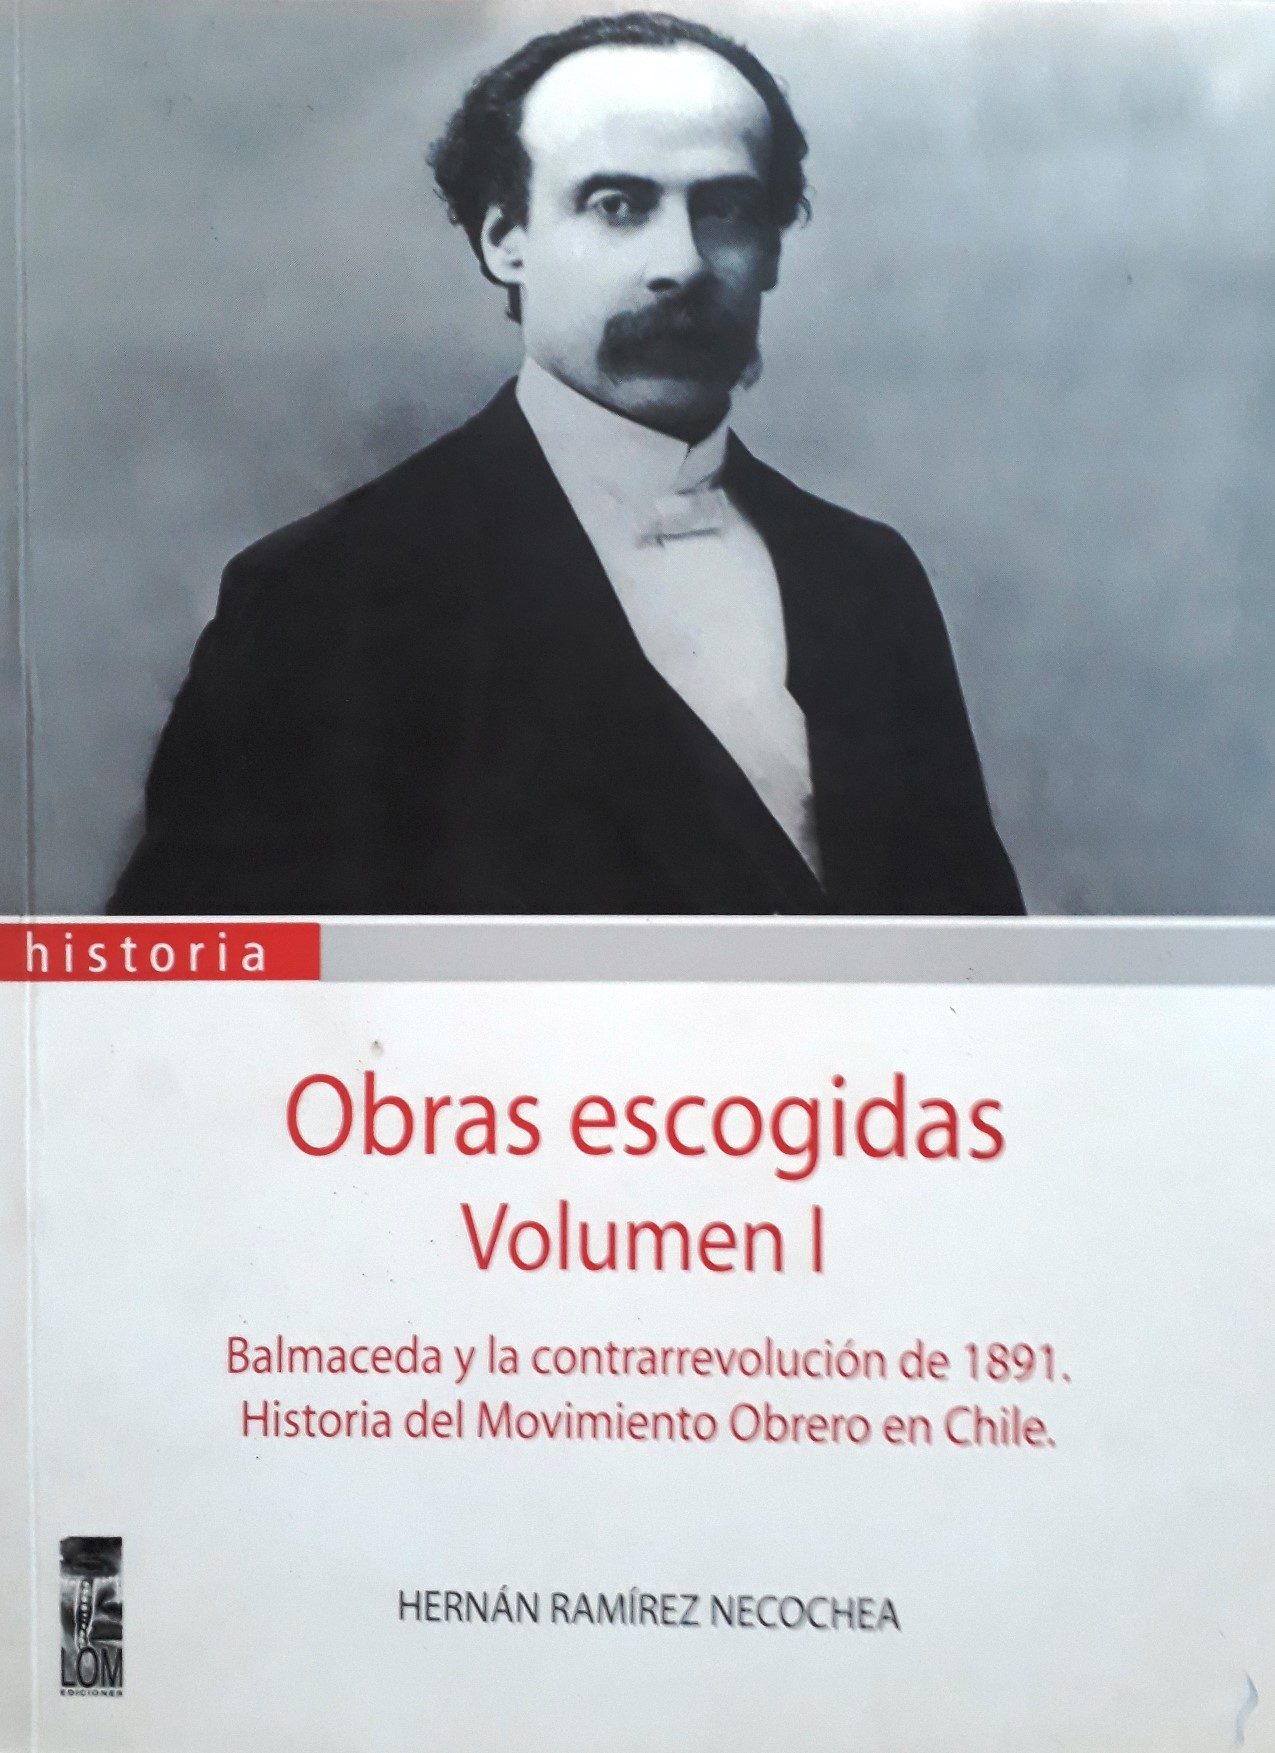 historia
Obras escogidas
Volumen I
Balmaceda y la contrarrevolución de 1891.
Historia del Movimiento Obrero en Chile.
HERNÁN RAMÍREZ NECOCHEA
LOM
EDICIONES